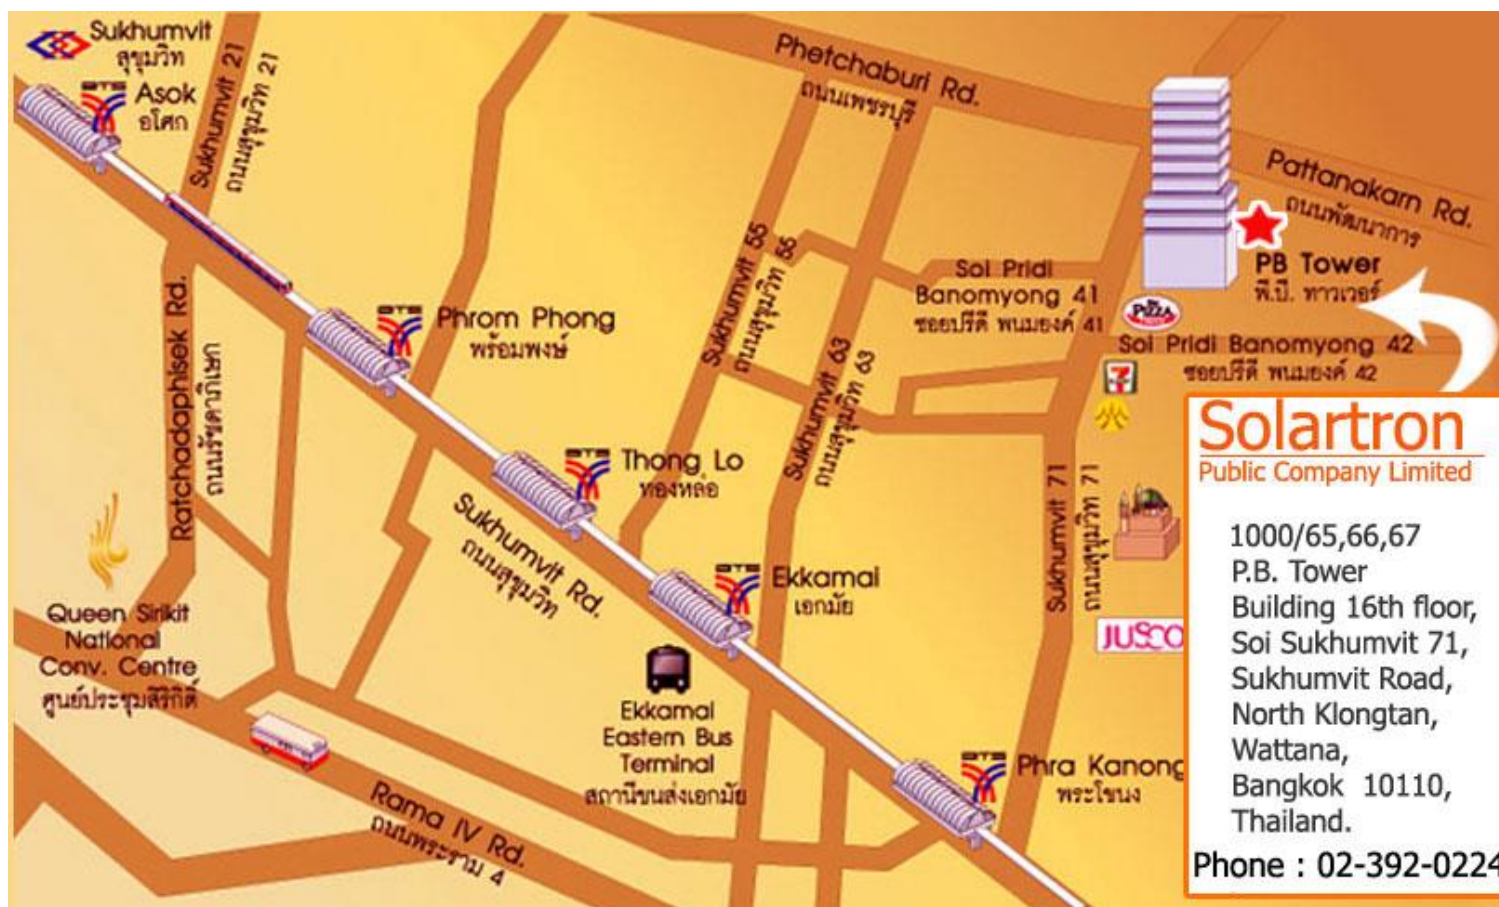 Sukhumvit
สุขุมวิท
BTS
Asok
อโศก
Sukhumvit 21
ถนนสุขุมวิท 21
Phetchaburi Rd.
ถนนเพชรบุรี
Pattanakarn Rd.
ถนนพัฒนาการ
PB Tower
พี.บี. ทาวเวอร์
Soi Pridi
Banomyong 41
ซอยปรีดี พนมยงค์ 41
PIZZA
Soi Pridi Banomyong 42
ซอยปรีดี พนมยงค์ 42
7
Ratchadaphisek Rd.
ถนนรัชดาภิเษก
BTS
Phrom Phong
พร้อมพงษ์
Sukhumvit 55
ถนนสุขุมวิท 55
Sukhumvit 63
ถนนสุขุมวิท 63
BTS
Thong Lo
ทองหล่อ
Sukhumvit Rd.
ถนนสุขุมวิท
Sukhumvit 71
ถนนสุขุมวิท 71
BTS
Ekkamai
เอกมัย
Queen Sirikit
National
Conv. Centre
ศูนย์ประชุมสิริกิติ์
JUSCO
Ekkamai
Eastern Bus
Terminal
สถานีขนส่งเอกมัย
BTS
Phra Kanong
พระโขนง
Rama IV Rd.
ถนนพระราม 4
Solartron
Public Company Limited
1000/65,66,67
P.B. Tower
Building 16th floor,
Soi Sukhumvit 71,
Sukhumvit Road,
North Klongtan,
Wattana,
Bangkok 10110,
Thailand.
Phone : 02-392-0224